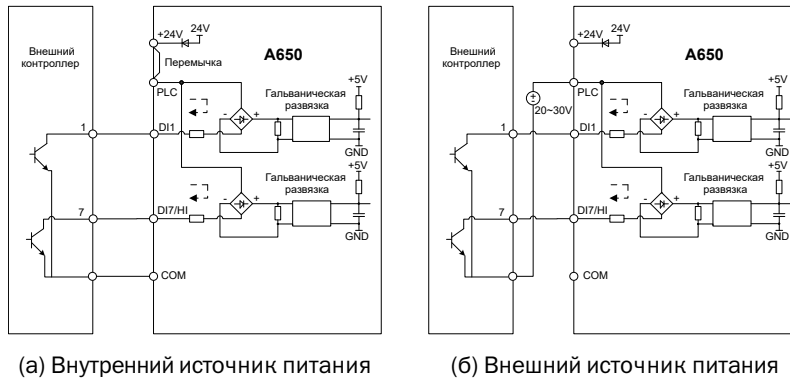 Внешний контроллер
+24V
24V
A650
Перемычка
PLC
Гальваническая развязка
+5V
1
DI1
- +
GND
Гальваническая развязка
+5V
7
DI7/HI
- +
GND
COM
(а) Внутренний источник питания
Внешний контроллер
+24V
24V
A650
PLC
20~30V
Гальваническая развязка
+5V
1
DI1
- +
GND
Гальваническая развязка
+5V
7
DI7/HI
- +
GND
COM
(б) Внешний источник питания